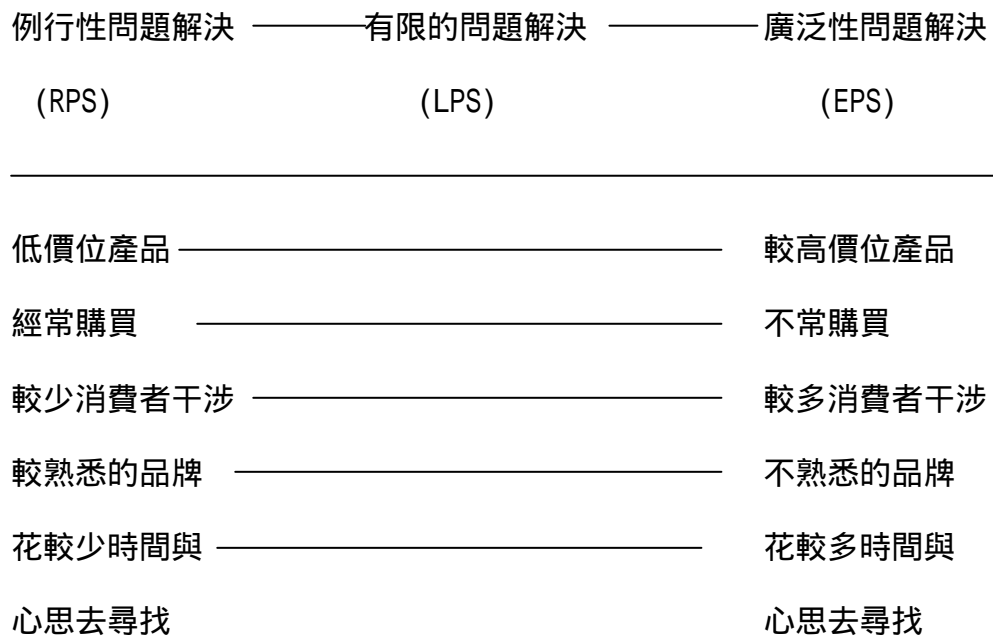 例行性問題解決 有限的問題解決 廣泛性問題解決
(RPS) (LPS) (EPS)
低價位產品 較高價位產品
經常購買 不常購買
較少消費者干涉 較多消費者干涉
較熟悉的品牌 不熟悉的品牌
花較少時間與 花較多時間與
心思去尋找 心思去尋找